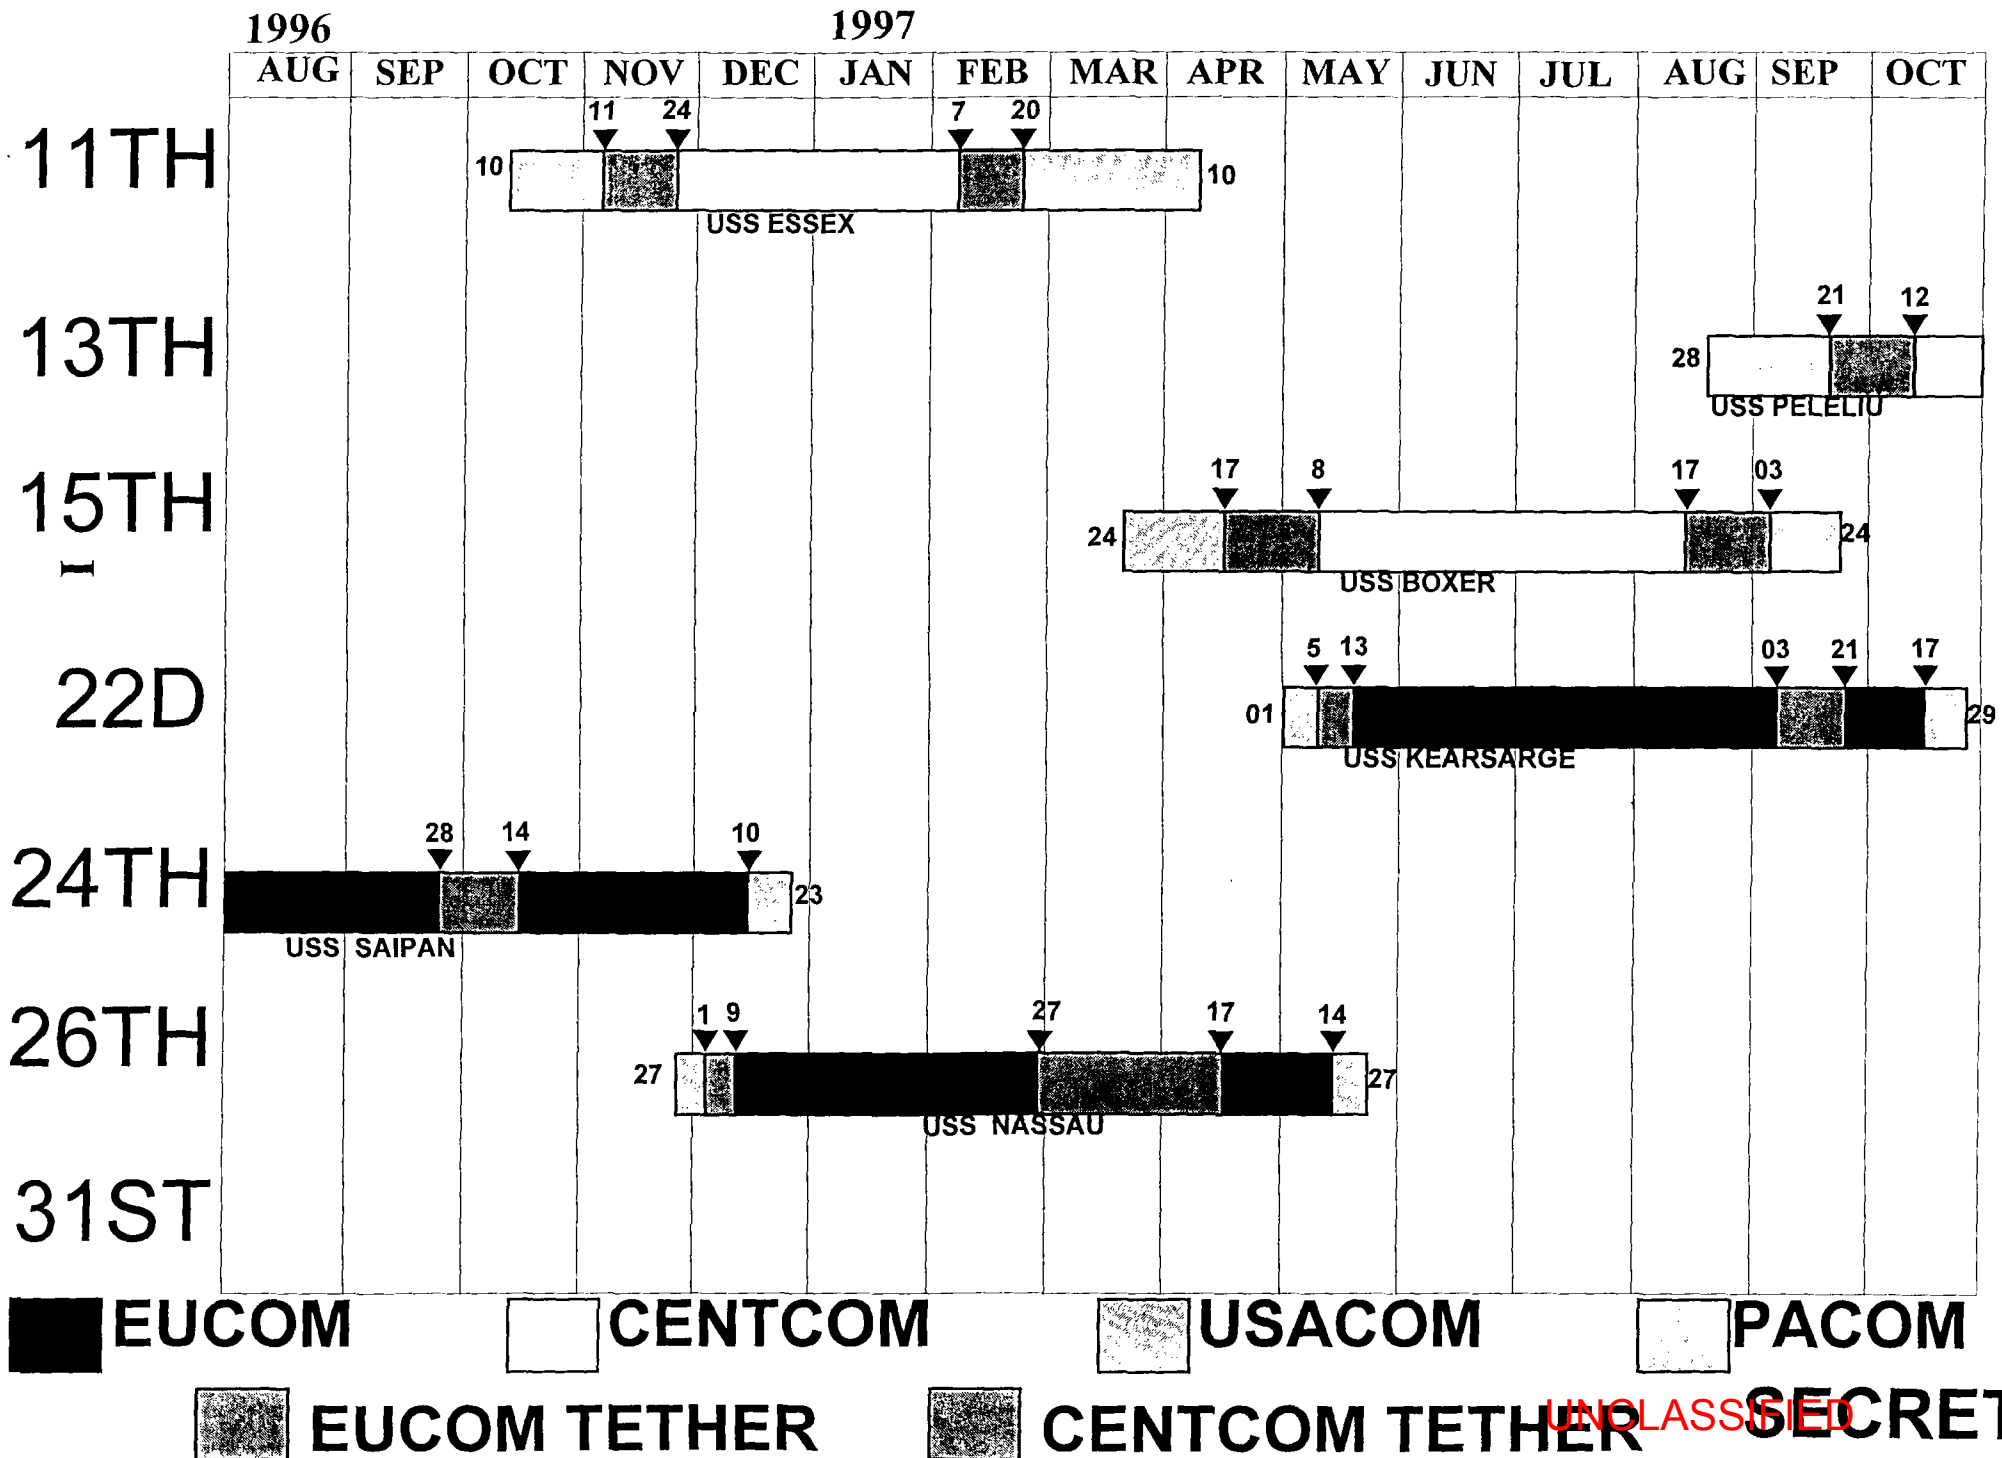 1996 1997
AUG SEP OCT NOV DEC JAN FEB MAR APR MAY JUN JUL AUG SEP OCT
11 24 7 20
11TH 10 10
USS ESSEX
21 12
13TH 28
USS PELELIU
17 8 17 03
15TH 24 24
USS BOXER
5 13 03 21 17
22D 01 29
USS KEARSARGE
28 14 10
24TH 23
USS SAIPAN
1 9 27 17 14
26TH 27 27
USS NASSAU
31ST
EUCOM CENTCOM USACOM PACOM
EUCOM TETHER CENTCOM TETHER SECRET
UNCLASSIFIED